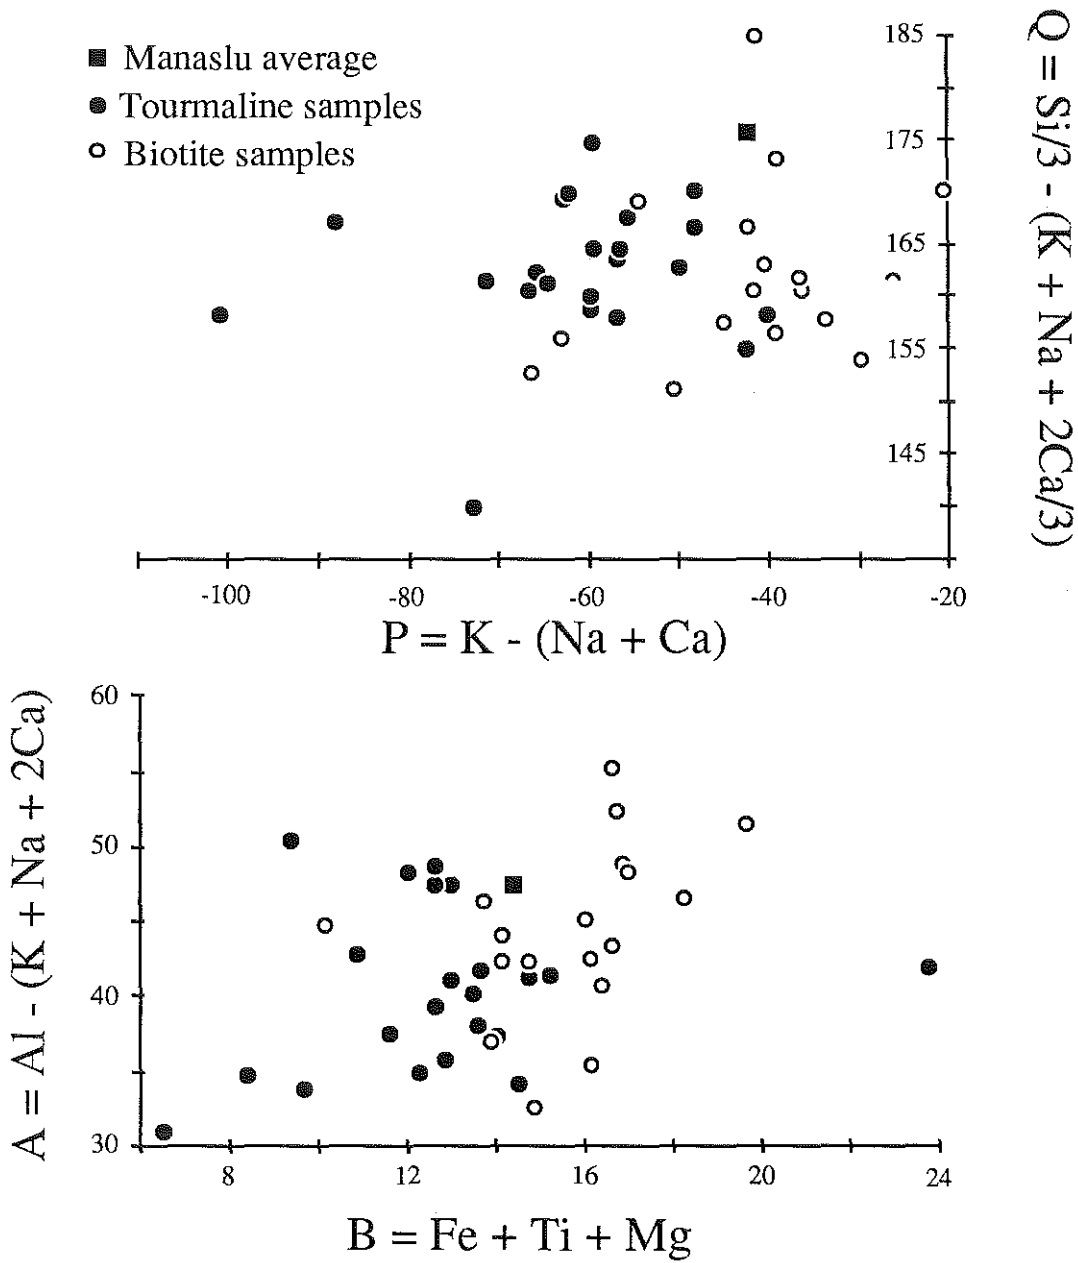 Manaslu average
Tourmaline samples
Biotite samples
185
175
165
155
145
Q = Si/3 - (K + Na + 2Ca/3)
-100
-80
-60
-40
-20
P = K - (Na + Ca)
A = Al - (K + Na + 2Ca)
60
50
40
30
8
12
16
20
24
B = Fe + Ti + Mg